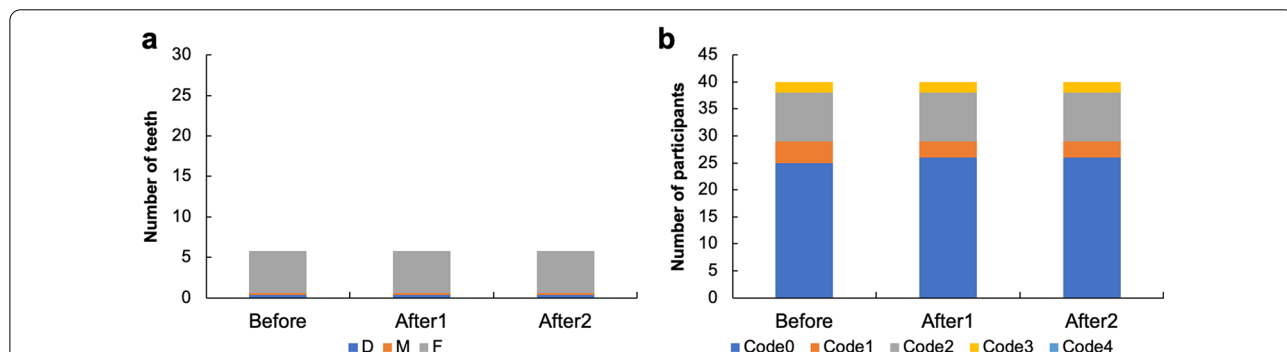 a
Number of teeth
30
25
20
15
10
5
0
Before After1 After2
D M F
b
Number of participants
45
40
35
30
25
20
15
10
5
0
Before After1 After2
Code0 Code1 Code2 Code3 Code4